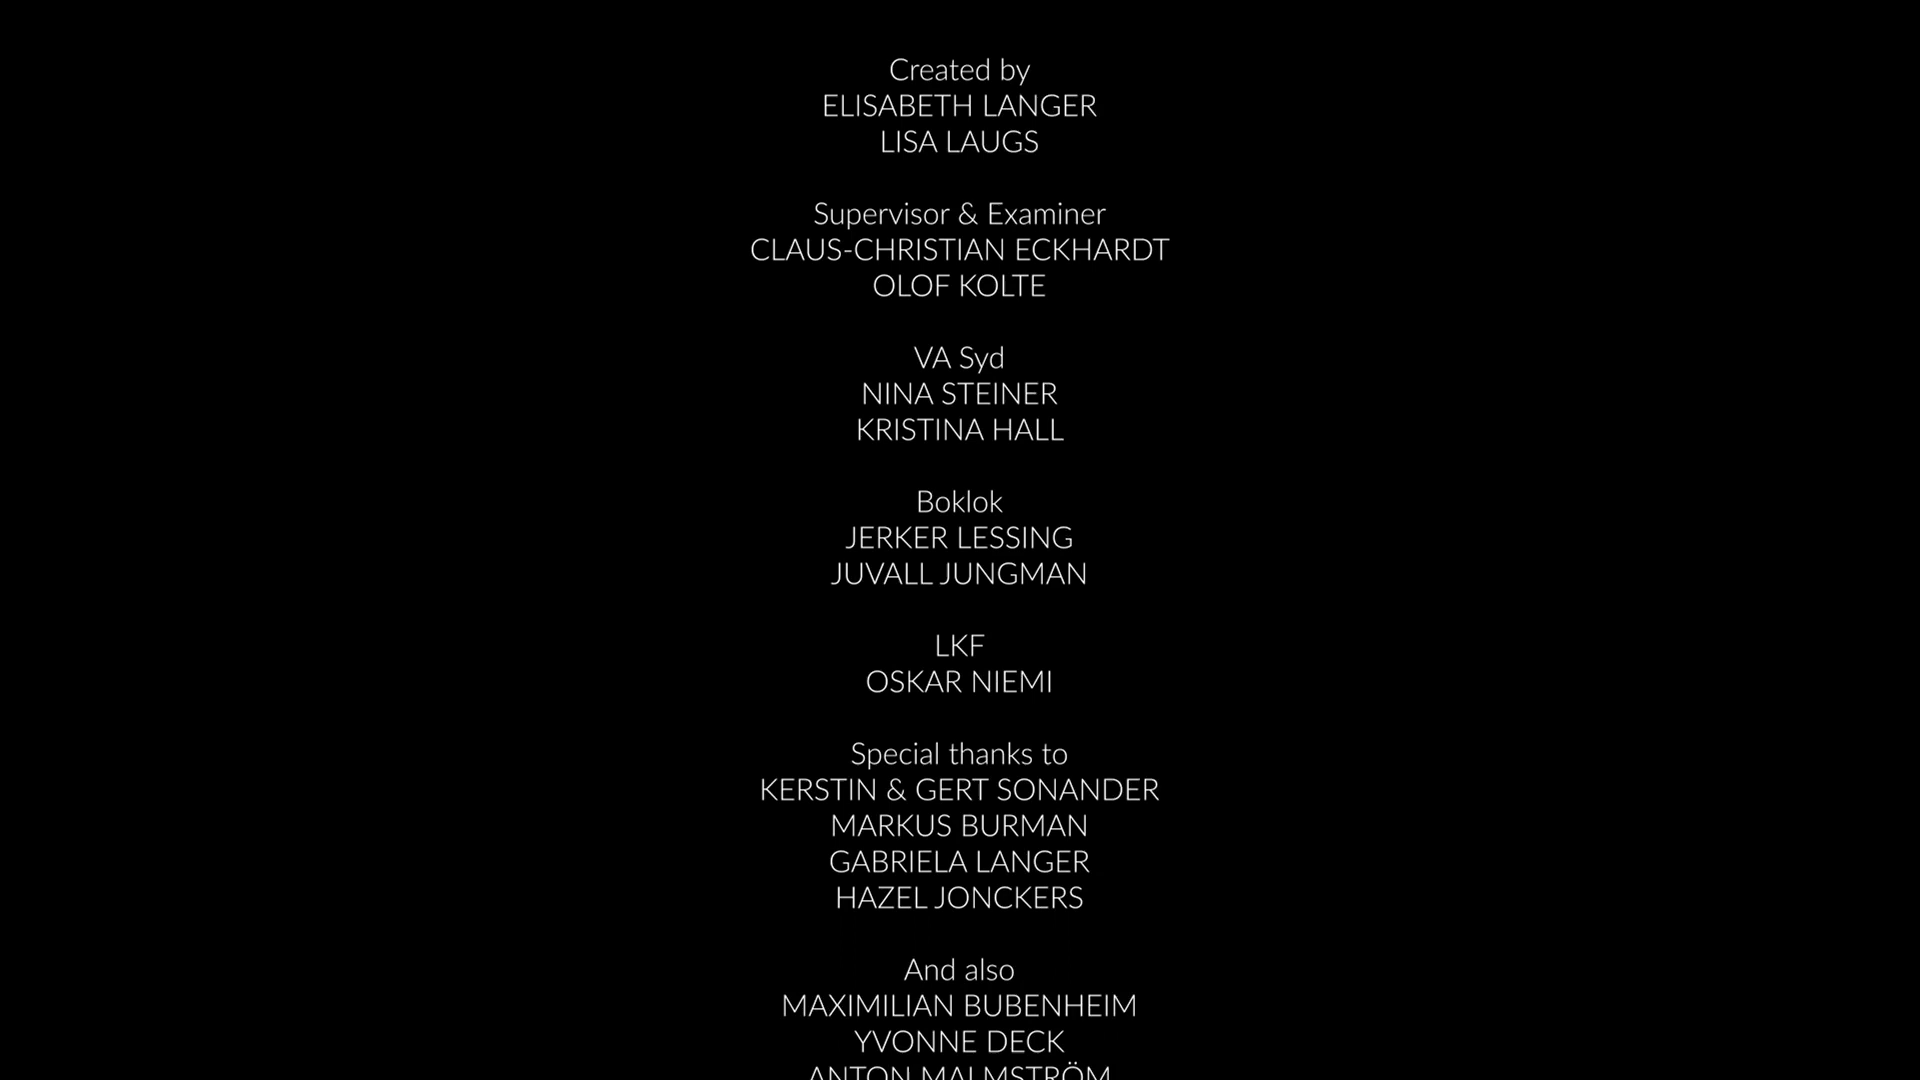 Created by
ELISABETH LANGER
LISA LAUGS
Supervisor & Examiner
CLAUS-CHRISTIAN ECKHARDT
OLOF KOLTE
VA Syd
NINA STEINER
KRISTINA HALL
Boklok
JERKER LESSING
JUVALL JUNGMAN
LKF
OSKAR NIEMI
Special thanks to
KERSTIN & GERT SONANDER
MARKUS BURMAN
GABRIELA LANGER
HAZEL JONCKERS
And also
MAXIMILIAN BUBENHEIM
YVONNE DECK
ANTON MALMSTRÖM